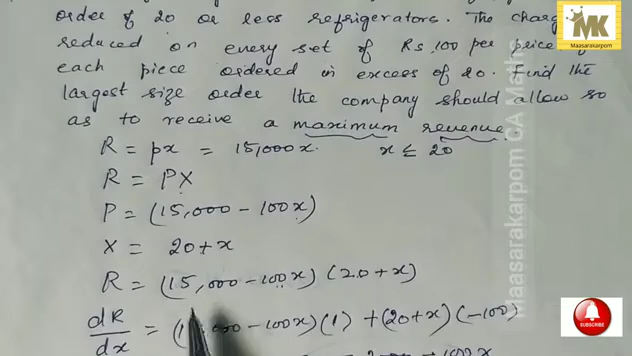 order of 20 or less refrigerators. The charge
reduced on every set of Rs.100 per price
each piece ordered in excess of 20. Find the
largest size order the company should allow so
as to receive a maximum revenue
R = px = 15,000x. x ≤ 20
R = PX
P = (15,000 - 100x)
X = 20+x
R = (15,000 - 100x) (20+x)
dR/dx = (1 000 - 100x)(1) + (20+x)(-100)
+ 100x
MK
Maasarakarpom
Maasarakarpom CA Maths
SUBSCRIBE